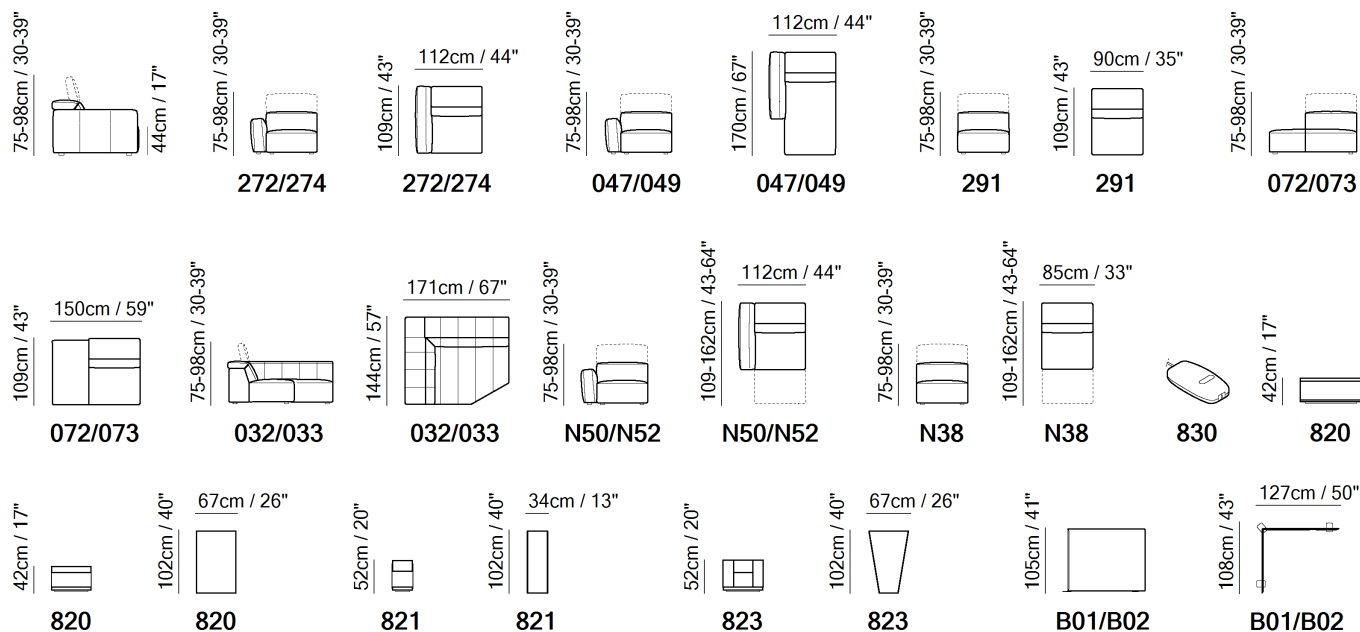 75-98cm / 30-39"
44cm / 17"
75-98cm / 30-39"
272/274
109cm / 43"
112cm / 44"
272/274
75-98cm / 30-39"
047/049
170cm / 67"
112cm / 44"
047/049
75-98cm / 30-39"
291
109cm / 43"
90cm / 35"
291
75-98cm / 30-39"
072/073
109cm / 43"
150cm / 59"
072/073
75-98cm / 30-39"
032/033
144cm / 57"
171cm / 67"
032/033
75-98cm / 30-39"
N50/N52
109-162cm / 43-64"
112cm / 44"
N50/N52
75-98cm / 30-39"
N38
109-162cm / 43-64"
85cm / 33"
N38
830
42cm / 17"
820
42cm / 17"
820
102cm / 40"
67cm / 26"
820
52cm / 20"
821
102cm / 40"
34cm / 13"
821
52cm / 20"
823
102cm / 40"
67cm / 26"
823
105cm / 41"
B01/B02
108cm / 43"
127cm / 50"
B01/B02